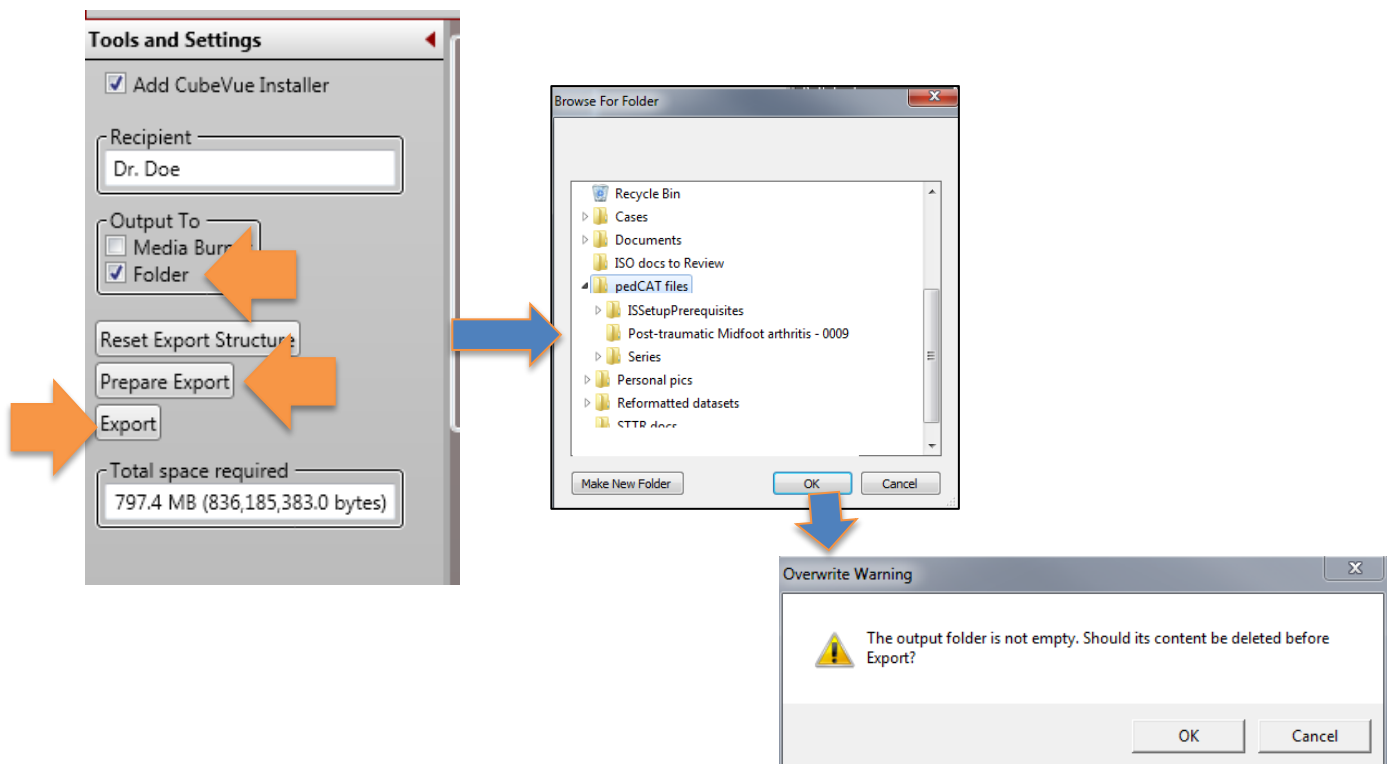 Tools and Settings
Add CubeVue Installer
Recipient
Dr. Doe
Output To
Media
Folder
Reset Export Structure
Prepare Export
Export
Total space required
797.4 MB (836,185,383.0 bytes)
Browse For Folder
Recycle Bin
Cases
Documents
ISO docs to Review
pedCAT files
ISSetupPrerequisites
Post-traumatic Midfoot arthritis - 0009
Series
Personal pics
Reformatted datasets
STTR docs
Make New Folder
OK
Cancel
Overwrite Warning
The output folder is not empty. Should its content be deleted before
Export?
OK
Cancel